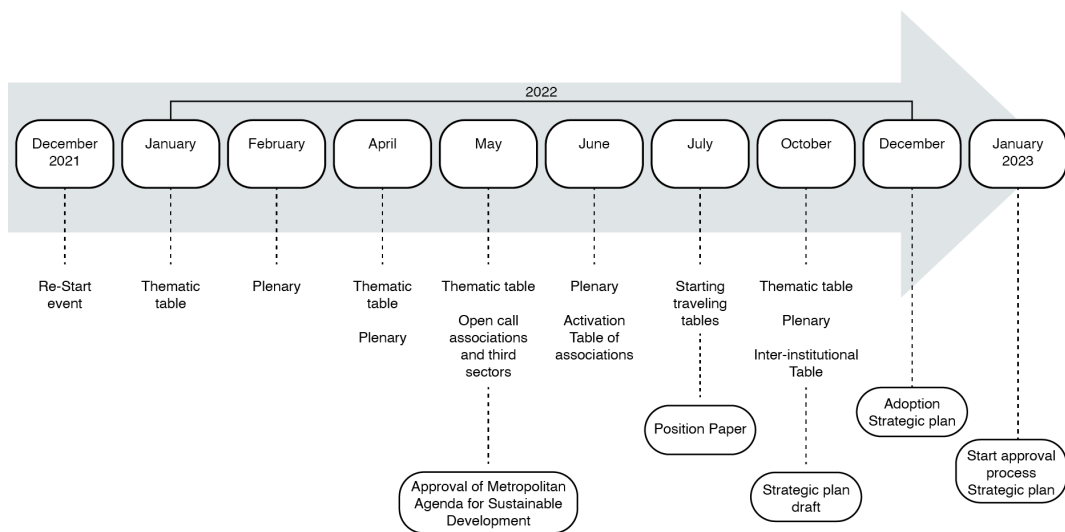 2022
December
2021
January
February
April
May
June
July
October
December
January
2023
Re-Start
event
Thematic
table
Plenary
Thematic
table
Plenary
Thematic table
Open call
associations
and third
sectors
Plenary
Activation
Table of
associations
Starting
traveling
tables
Thematic table
Plenary
Inter-institutional
Table
Approval of Metropolitan
Agenda for Sustainable
Development
Position Paper
Strategic plan
draft
Adoption
Strategic plan
Start approval
process
Strategic plan